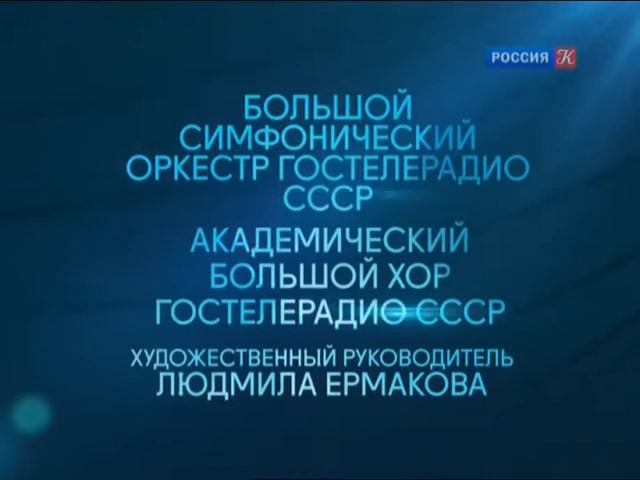 РОССИЯ К
БОЛЬШОЙ
СИМФОНИЧЕСКИЙ
ОРКЕСТР ГОСТЕЛЕРАДИО
СССР
АКАДЕМИЧЕСКИЙ
БОЛЬШОЙ ХОР
ГОСТЕЛЕРАДИО СССР
ХУДОЖЕСТВЕННЫЙ РУКОВОДИТЕЛЬ
ЛЮДМИЛА ЕРМАКОВА